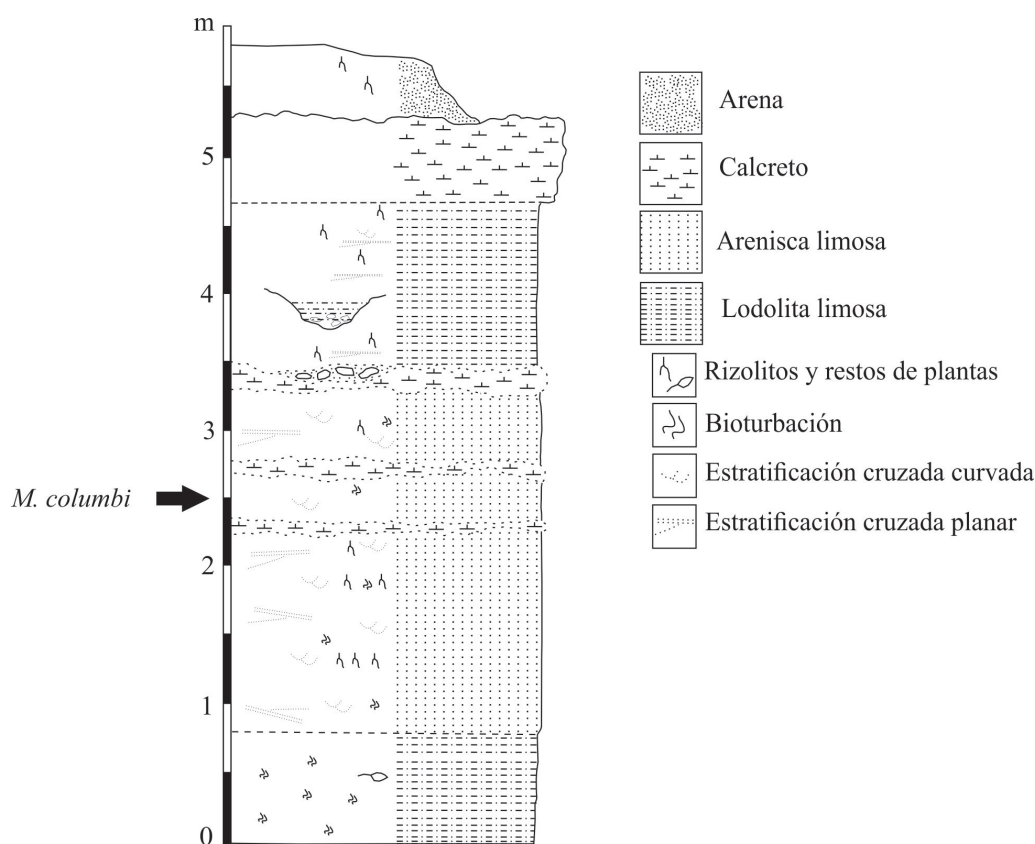 m
5
4
3
2
1
0
M. columbi
Arena
Calcreto
Arenisca limosa
Lodolita limosa
Rizolitos y restos de plantas
Bioturbación
Estratificación cruzada curvada
Estratificación cruzada planar